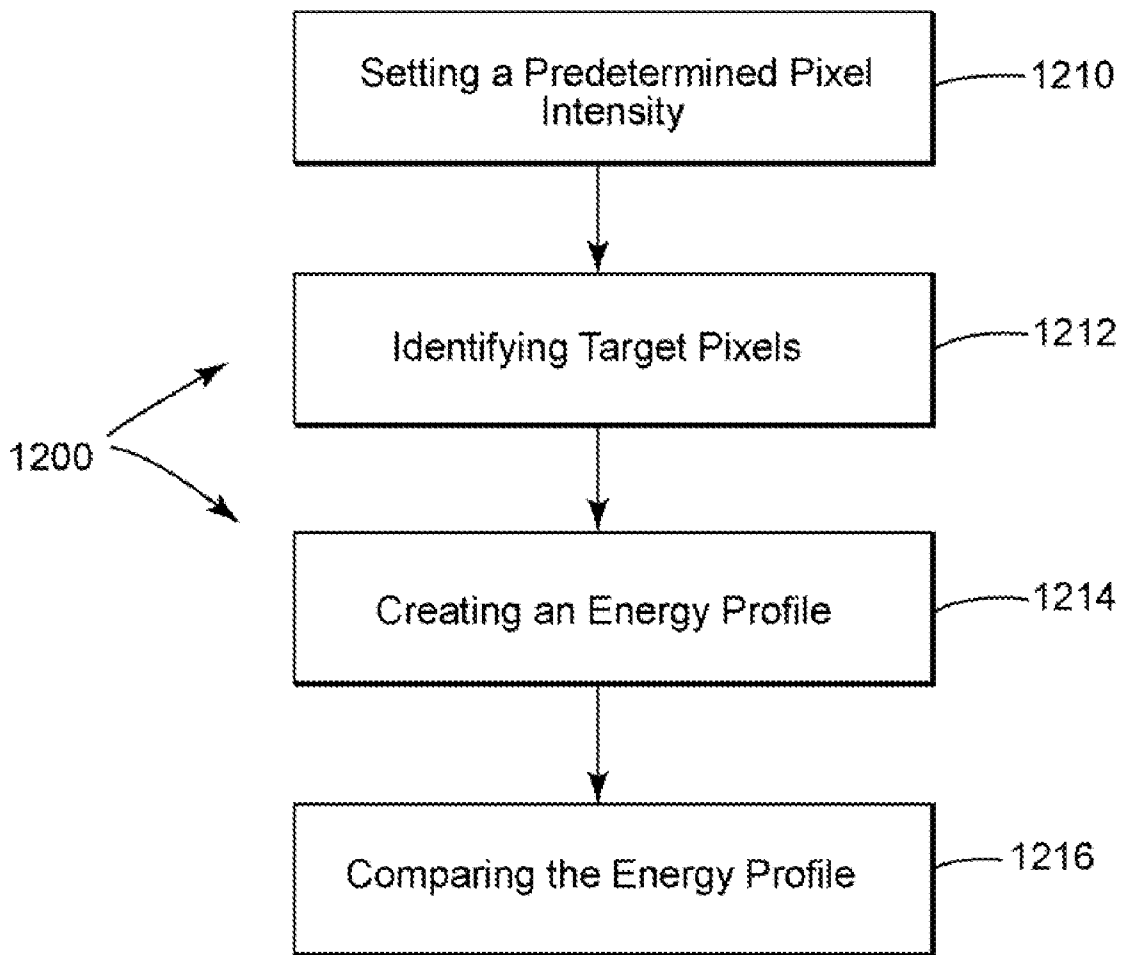 Setting a Predetermined Pixel
Intensity
1210
Identifying Target Pixels
1212
1200
Creating an Energy Profile
1214
Comparing the Energy Profile
1216